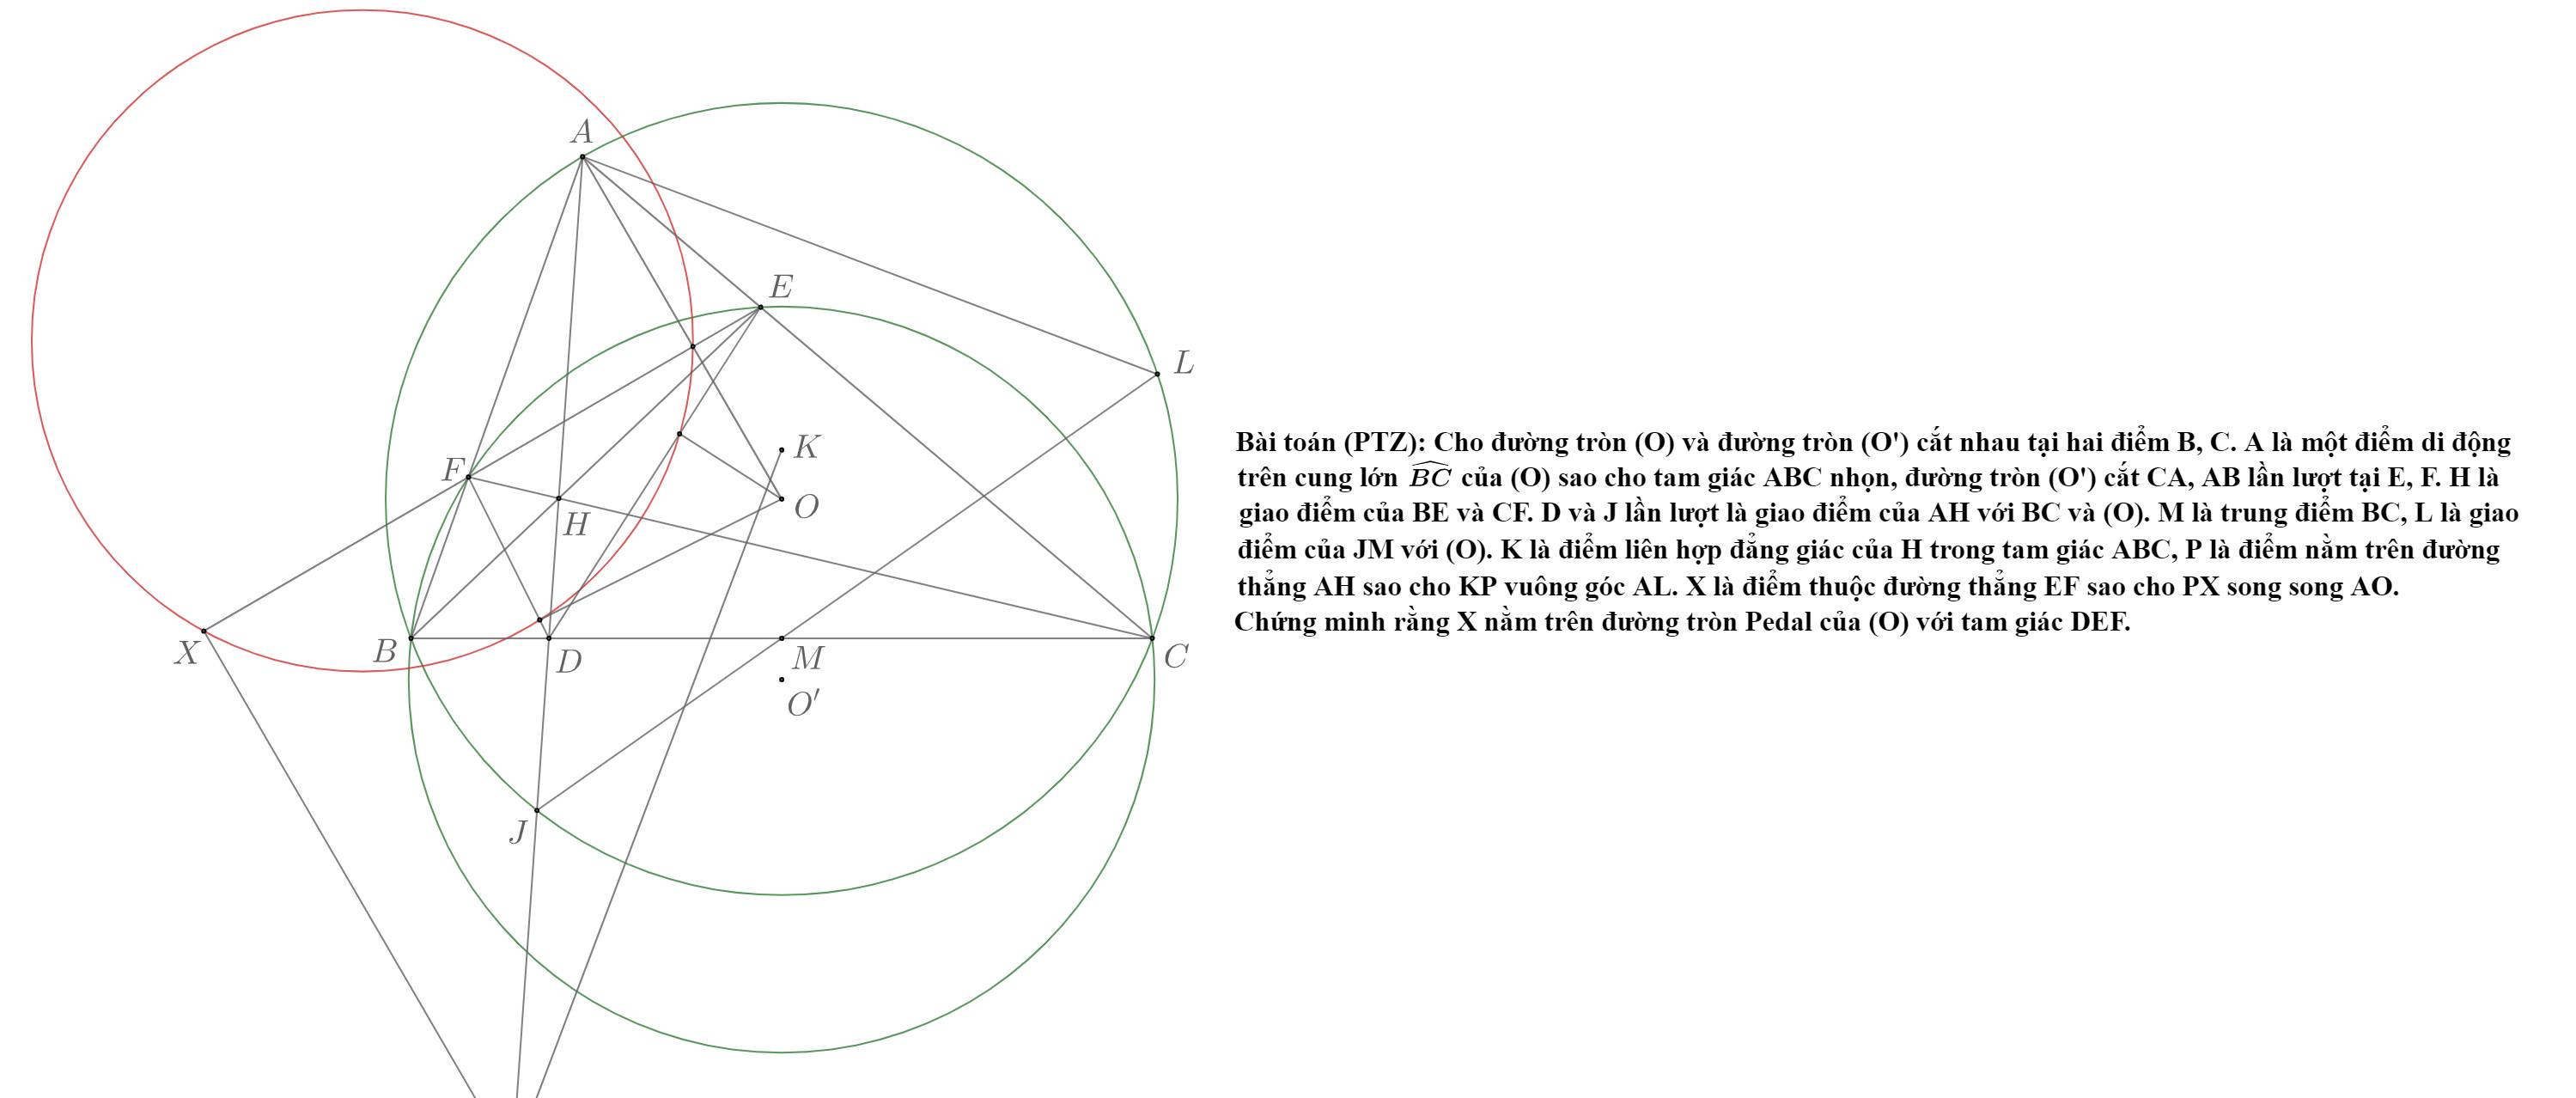 A
E
L
K
F
O
H
X
B
D
M
C
O'
J
Bài toán (PTZ): Cho đường tròn (O) và đường tròn (O') cắt nhau tại hai điểm B, C. A là một điểm di động
trên cung lớn $\widehat{BC}$ của (O) sao cho tam giác ABC nhọn, đường tròn (O') cắt CA, AB lần lượt tại E, F. H là
giao điểm của BE và CF. D và J lần lượt là giao điểm của AH với BC và (O). M là trung điểm BC, L là giao
điểm của JM với (O). K là điểm liên hợp đẳng giác của H trong tam giác ABC, P là điểm nằm trên đường
thẳng AH sao cho KP vuông góc AL. X là điểm thuộc đường thẳng EF sao cho PX song song AO.
Chứng minh rằng X nằm trên đường tròn Pedal của (O) với tam giác DEF.